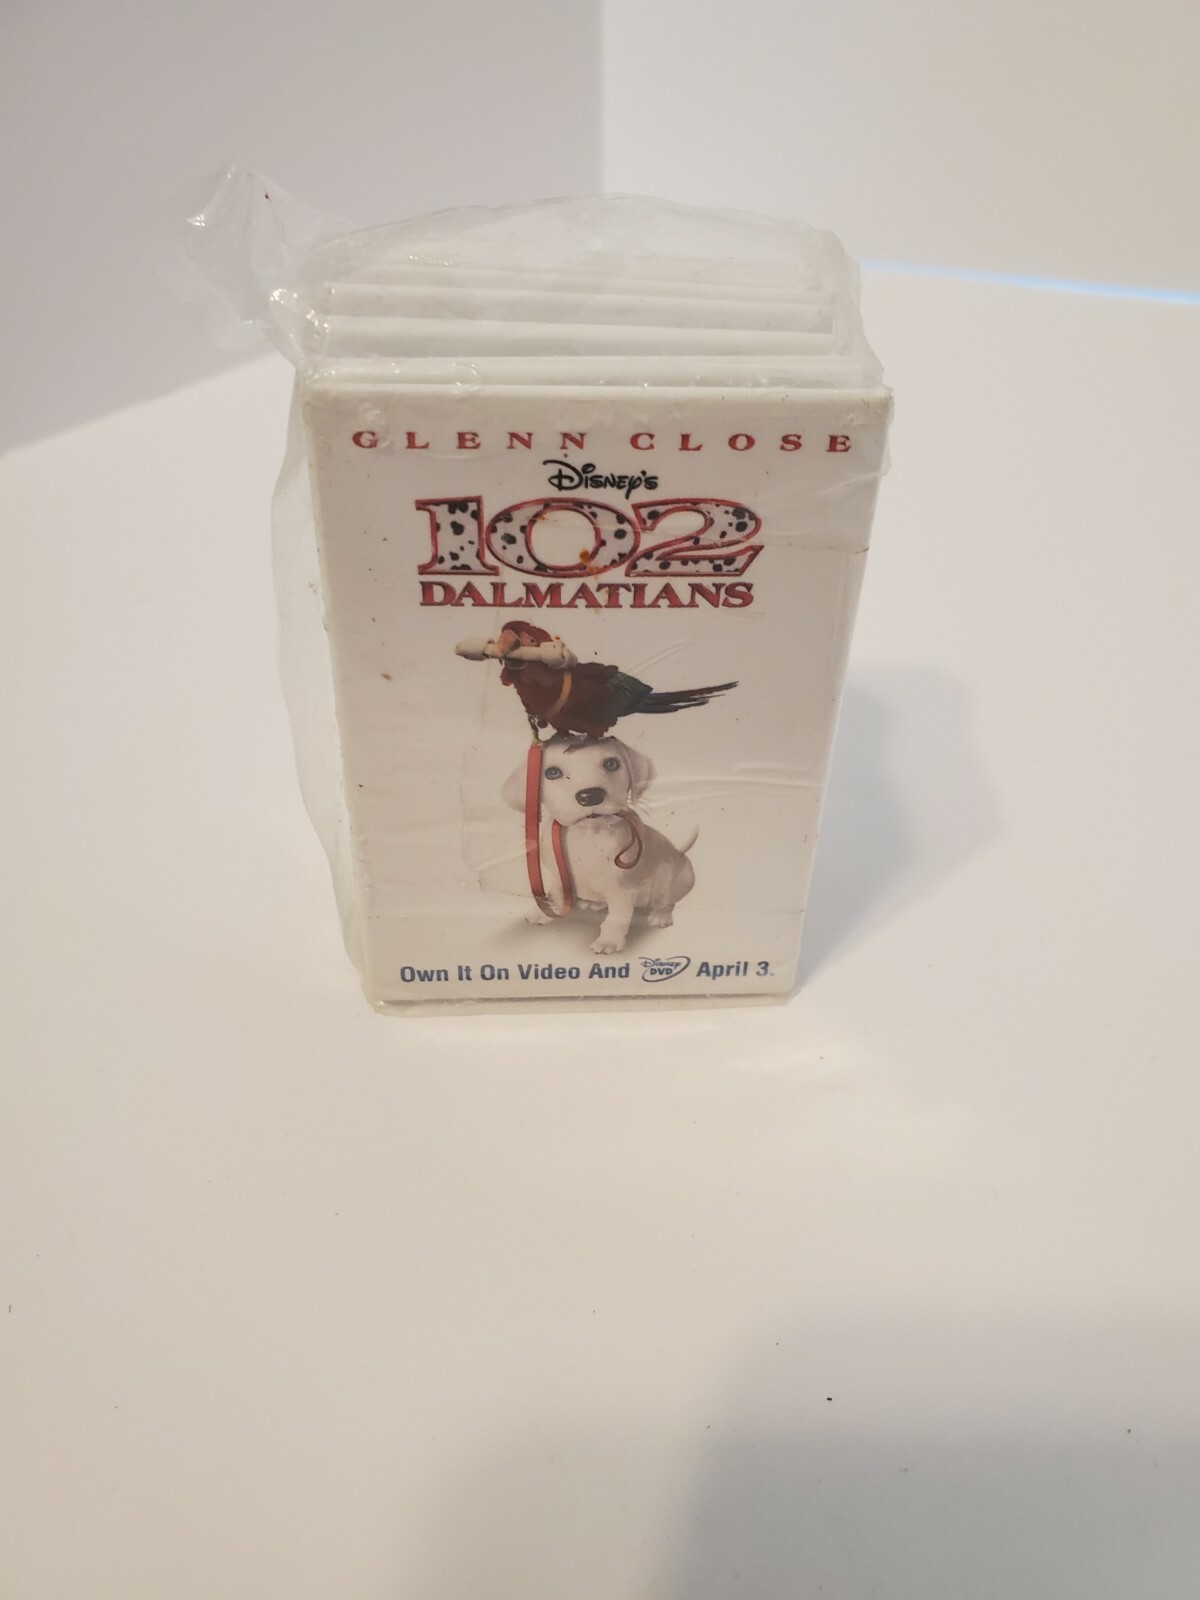 GLENN CLOSE
Disney's
102
DALMATIANS
Own It On Video And Disney DVD April 3.